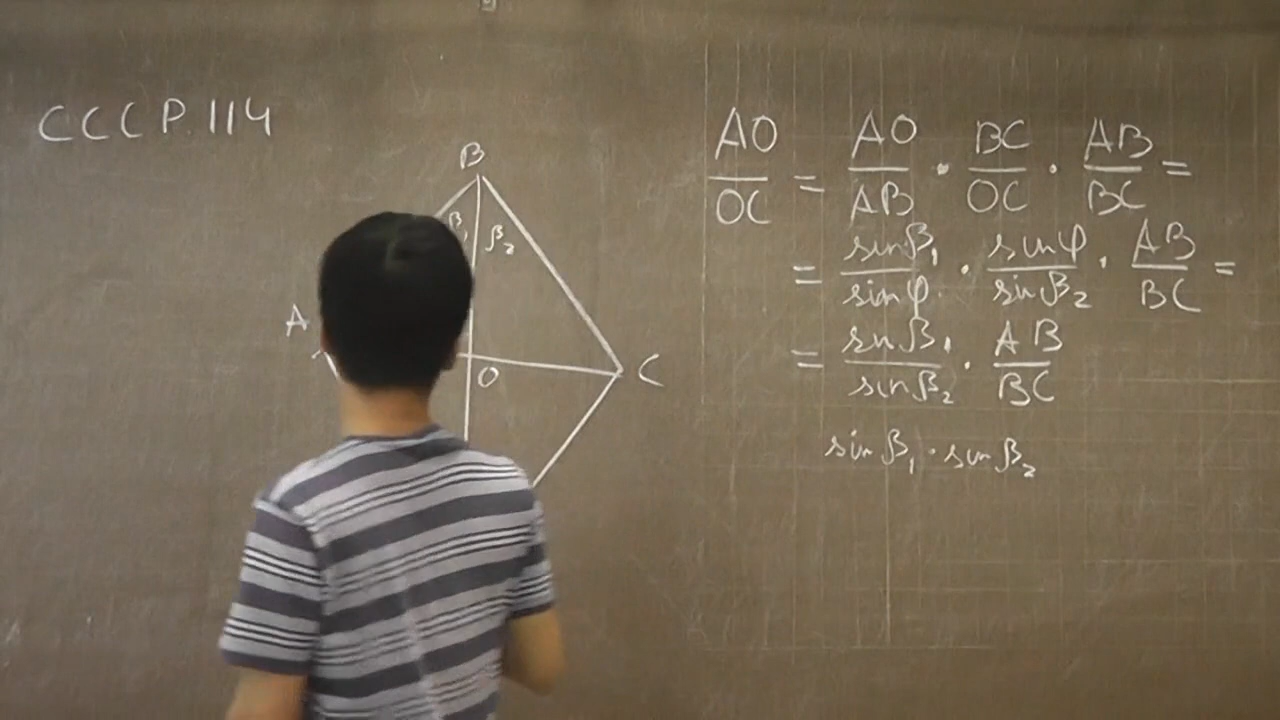 СССР.114
B
β₁ β₂
A
O
C
AO/OC = AO/AB · BC/OC · AB/BC =
= sinβ₁/sinφ · sinφ/sinβ₂ · AB/BC =
= sinβ₁/sinβ₂ · AB/BC
sinβ₁ · sinβ₂